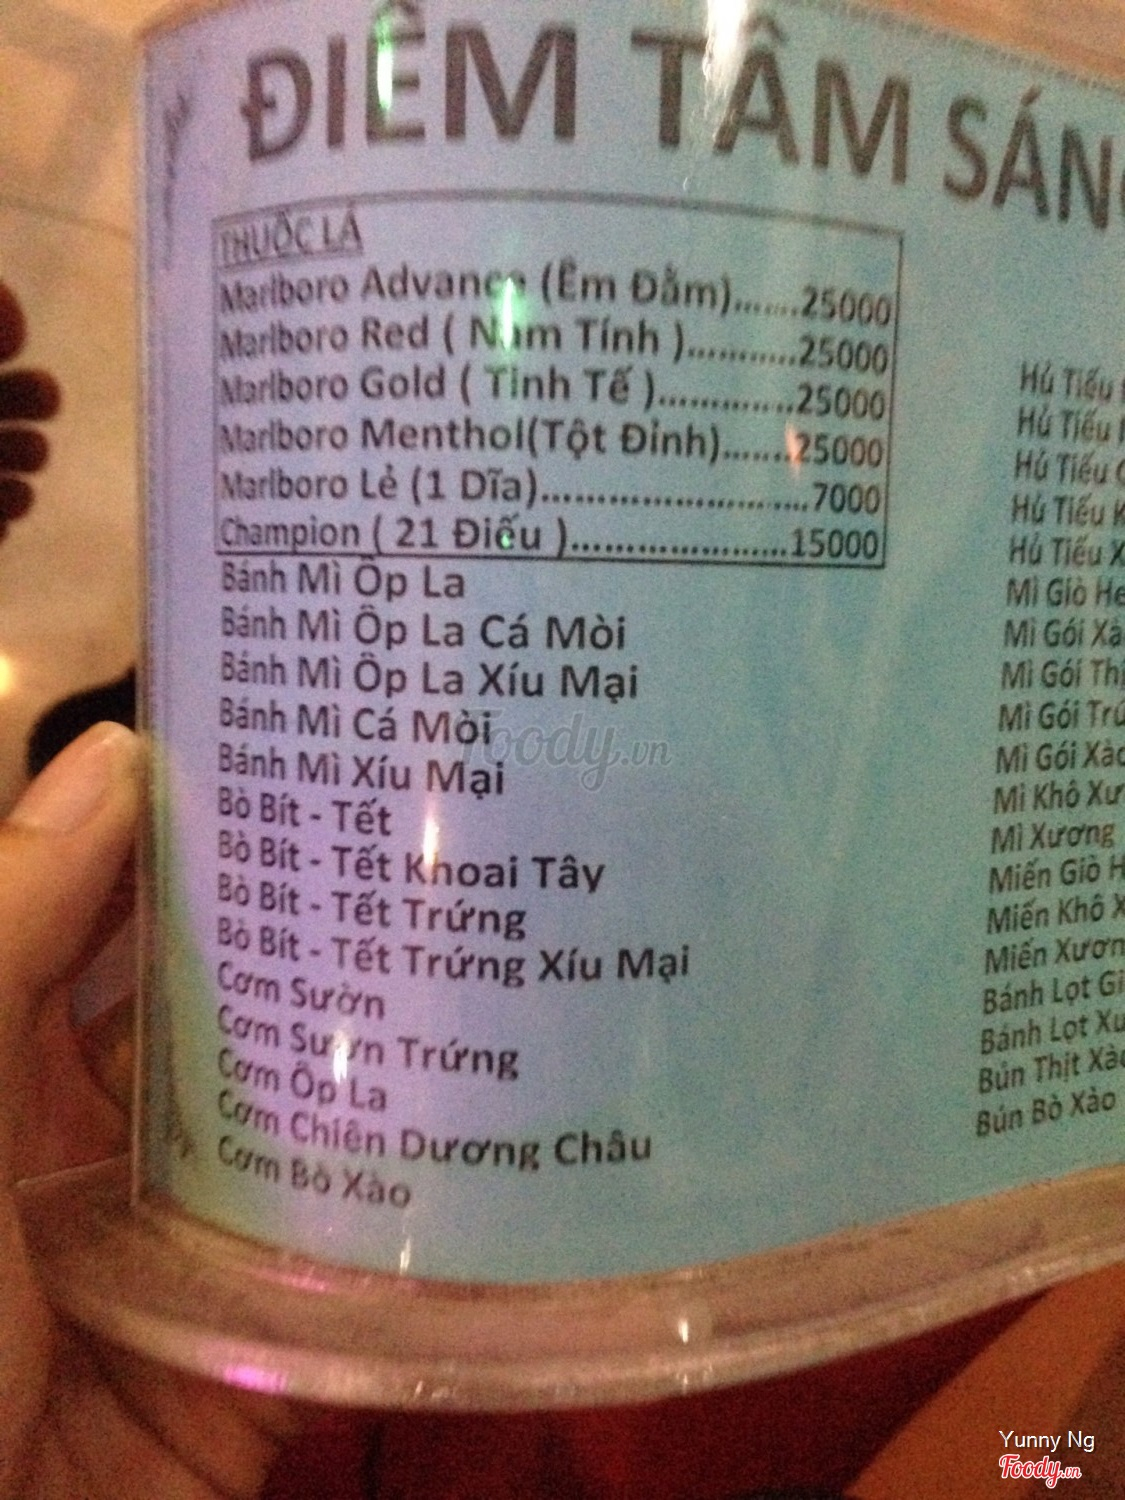 ĐIỂM TÂM SÁNG
THUỐC LÁ
Marlboro Advance (Êm Đằm).......25000
Marlboro Red ( Nam Tính )...........25000
Marlboro Gold ( Tinh Tế )..............25000
Marlboro Menthol(Tột Đỉnh).......25000
Marlboro Lẻ (1 Dĩa)...........................7000
Champion ( 21 Điếu ).....................15000
Bánh Mì Ốp La
Bánh Mì Ốp La Cá Mòi
Bánh Mì Ốp La Xíu Mại
Bánh Mì Cá Mòi
Bánh Mì Xíu Mại
Bò Bít - Tết
Bò Bít - Tết Khoai Tây
Bò Bít - Tết Trứng
Bò Bít - Tết Trứng Xíu Mại
Cơm Sườn
Cơm Sườn Trứng
Cơm Ốp La
Cơm Chiên Dương Châu
Cơm Bò Xào
Hủ Tiếu
Hủ Tiếu
Hủ Tiếu
Hủ Tiếu
Hủ Tiếu
Mì Giò
Mì Gói
Mì Gói
Mì Gói
Mì Gói
Mì Khô
Mì Xương
Miến Giò
Miến Khô
Miến
Bánh Lọt
Bánh Lọt
Bún Thịt
Bún Bò Xào
Foody.vn
Yunny Ng
Foody.vn